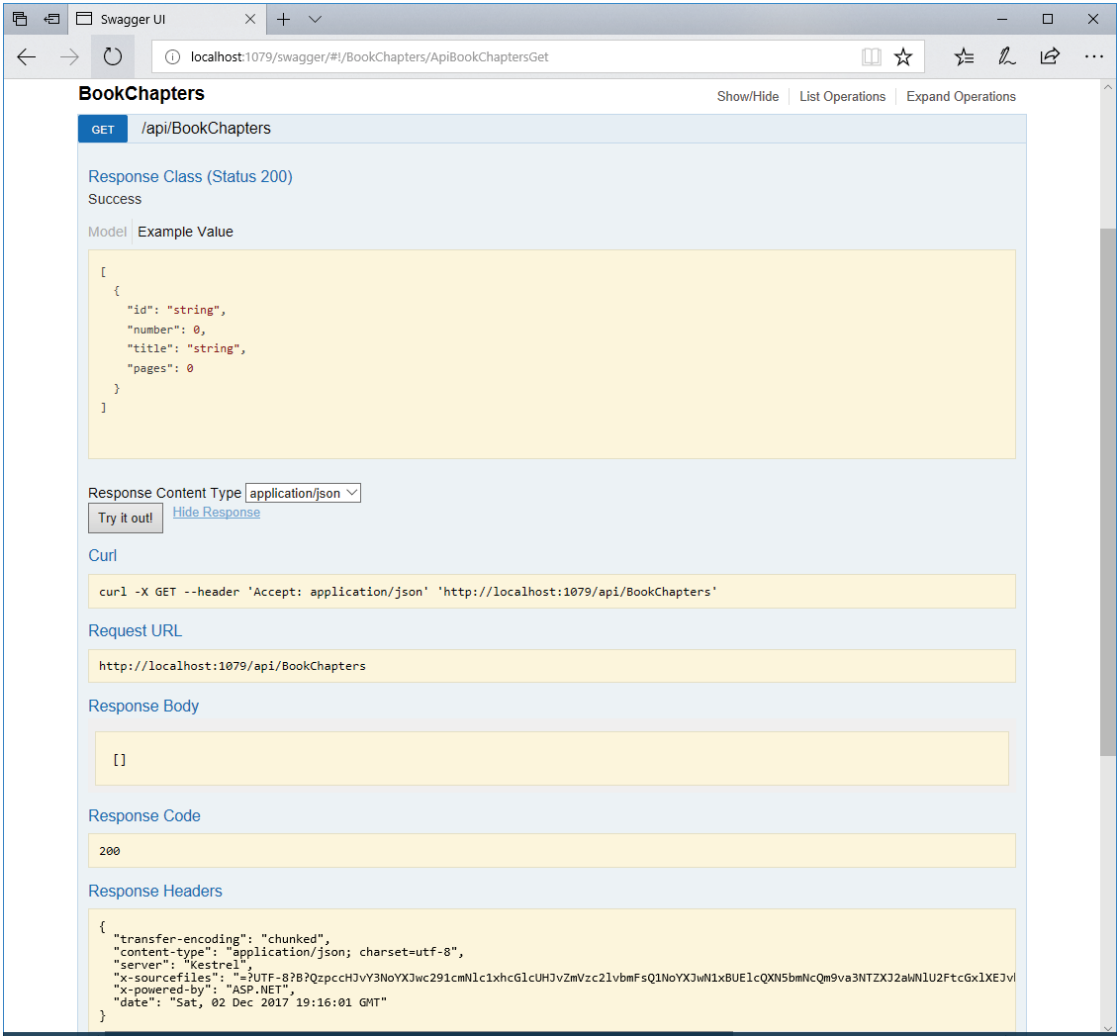 Swagger UI
localhost:1079/swagger/#!/BookChapters/ApiBookChaptersGet
BookChapters
Show/Hide List Operations Expand Operations
GET /api/BookChapters
Response Class (Status 200)
Success
Model Example Value
[
{
"id": "string",
"number": 0,
"title": "string",
"pages": 0
}
]
Response Content Type application/json
Try it out! Hide Response
Curl
curl -X GET --header 'Accept: application/json' 'http://localhost:1079/api/BookChapters'
Request URL
http://localhost:1079/api/BookChapters
Response Body
[]
Response Code
200
Response Headers
{
"transfer-encoding": "chunked",
"content-type": "application/json; charset=utf-8",
"server": "Kestrel",
"x-sourcefiles":
"x-powered-by": "ASP.NET",
"date": "Sat, 02 Dec 2017 19:16:01 GMT"
}